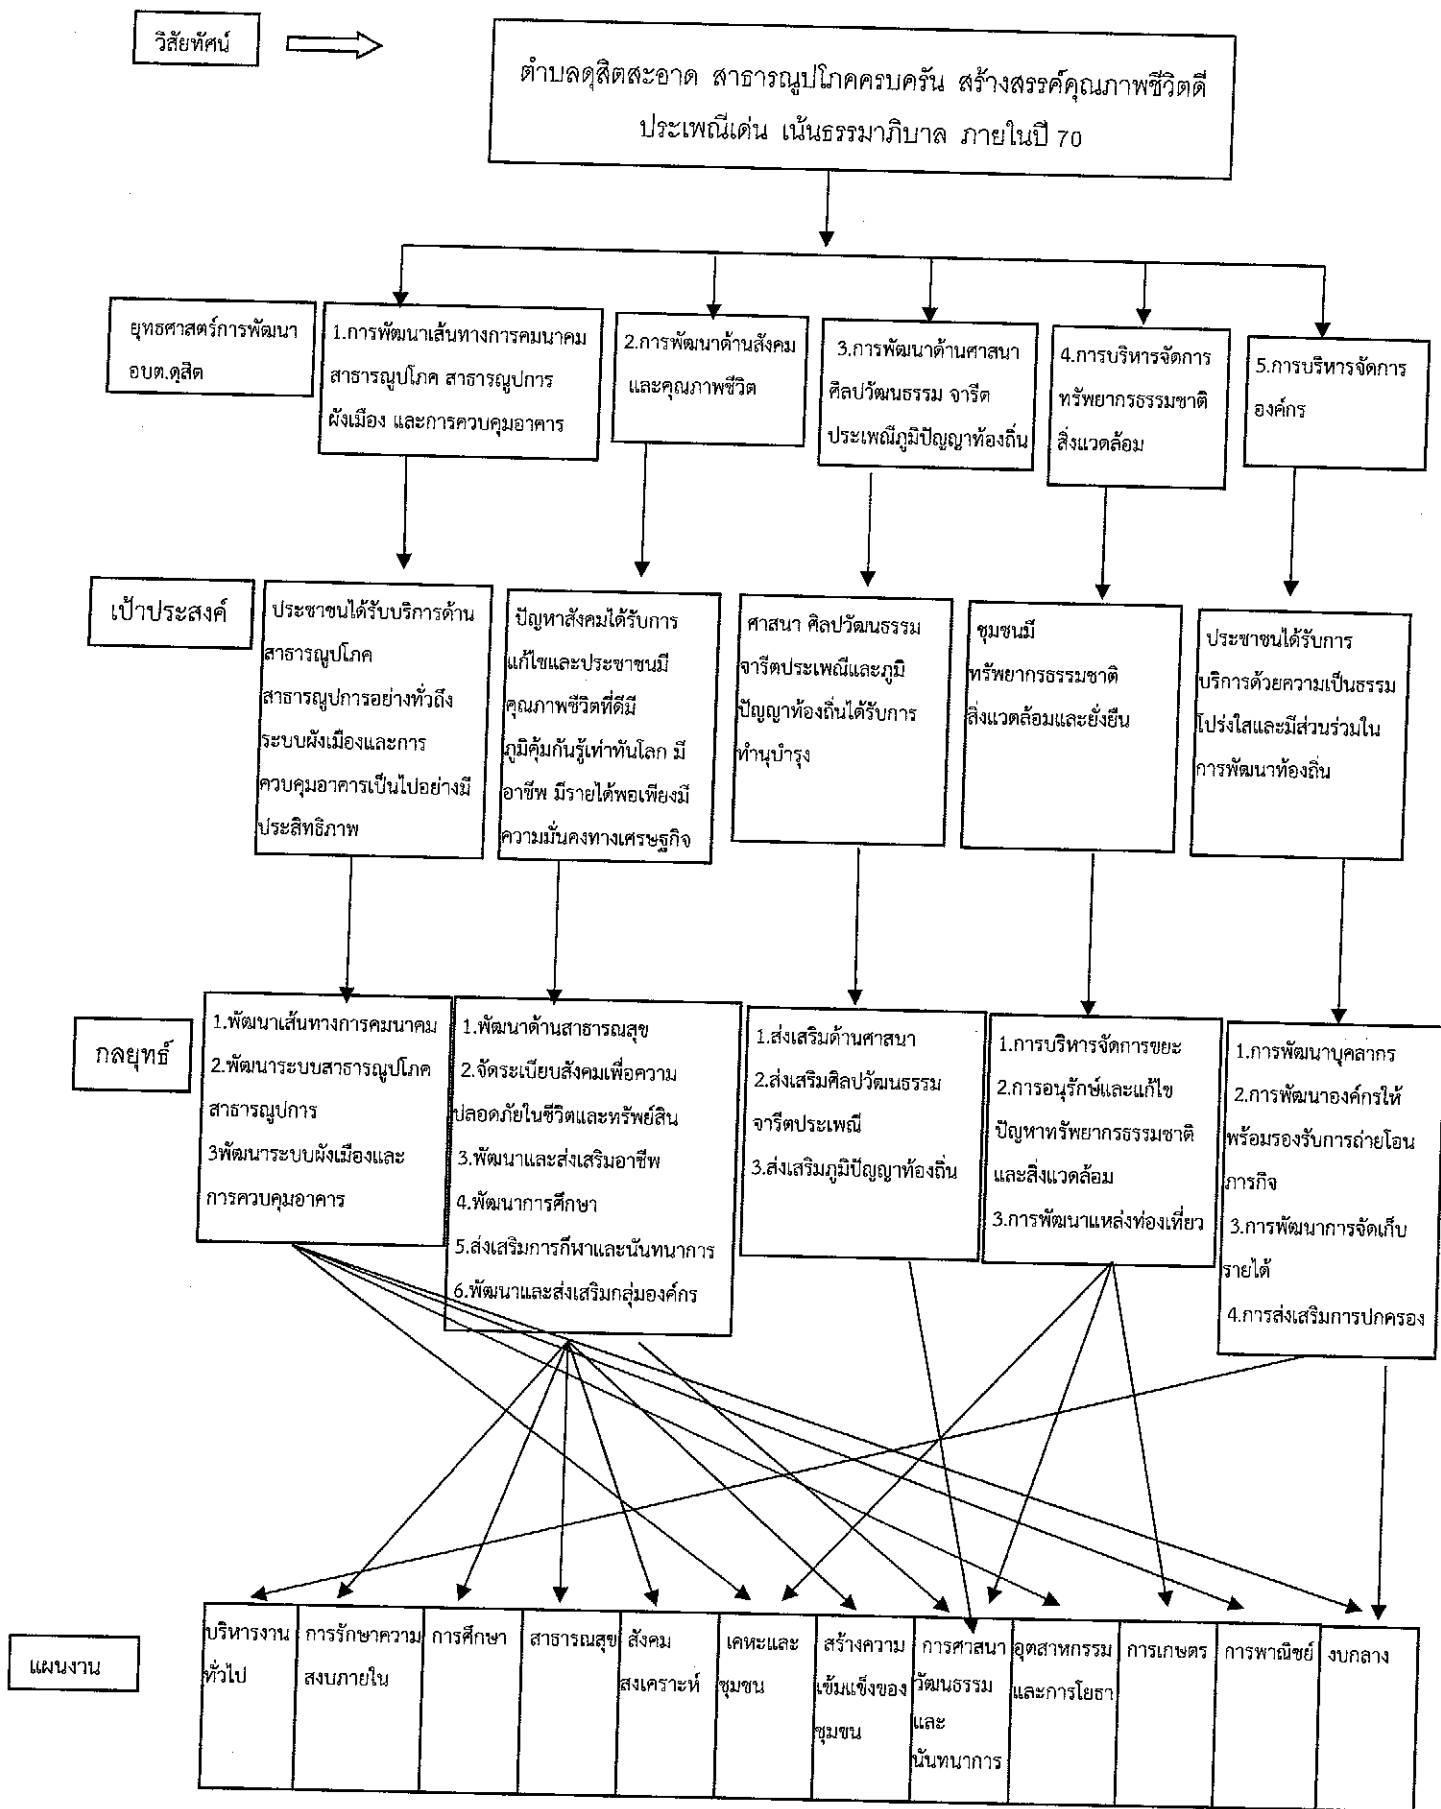 วิสัยทัศน์
ตำบลดุสิตสะอาด สาธารณูปโภคครบครัน สร้างสรรค์คุณภาพชีวิตดี
ประเพณีเด่น เน้นธรรมาภิบาล ภายในปี 70
ยุทธศาสตร์การพัฒนา
อบต.ดุสิต
1.การพัฒนาเส้นทางการคมนาคม
สาธารณูปโภค สาธารณูปการ
ผังเมือง และการควบคุมอาคาร
2.การพัฒนาด้านสังคม
และคุณภาพชีวิต
3.การพัฒนาด้านศาสนา
ศิลปวัฒนธรรม จารีต
ประเพณีภูมิปัญญาท้องถิ่น
4.การบริหารจัดการ
ทรัพยากรธรรมชาติ
สิ่งแวดล้อม
5.การบริหารจัดการ
องค์กร
เป้าประสงค์
ประชาชนได้รับบริการด้าน
สาธารณูปโภค
สาธารณูปการอย่างทั่วถึง
ระบบผังเมืองและการ
ควบคุมอาคารเป็นไปอย่างมี
ประสิทธิภาพ
ปัญหาสังคมได้รับการ
แก้ไขและประชาชนมี
คุณภาพชีวิตที่ดีมี
ภูมิคุ้มกันรู้เท่าทันโลก มี
อาชีพ มีรายได้พอเพียงมี
ความมั่นคงทางเศรษฐกิจ
ศาสนา ศิลปวัฒนธรรม
จารีตประเพณีและภูมิ
ปัญญาท้องถิ่นได้รับการ
ทำนุบำรุง
ชุมชนมี
ทรัพยากรธรรมชาติ
สิ่งแวดล้อมและยั่งยืน
ประชาชนได้รับการ
บริการด้วยความเป็นธรรม
โปร่งใสและมีส่วนร่วมใน
การพัฒนาท้องถิ่น
กลยุทธ์
1.พัฒนาเส้นทางการคมนาคม
2.พัฒนาระบบสาธารณูปโภค
สาธารณูปการ
3พัฒนาระบบผังเมืองและ
การควบคุมอาคาร
1.พัฒนาด้านสาธารณสุข
2.จัดระเบียบสังคมเพื่อความ
ปลอดภัยในชีวิตและทรัพย์สิน
3.พัฒนาและส่งเสริมอาชีพ
4.พัฒนาการศึกษา
5.ส่งเสริมการกีฬาและนันทนาการ
6.พัฒนาและส่งเสริมกลุ่มองค์กร
1.ส่งเสริมด้านศาสนา
2.ส่งเสริมศิลปวัฒนธรรม
จารีตประเพณี
3.ส่งเสริมภูมิปัญญาท้องถิ่น
1.การบริหารจัดการขยะ
2.การอนุรักษ์และแก้ไข
ปัญหาทรัพยากรธรรมชาติ
และสิ่งแวดล้อม
3.การพัฒนาแหล่งท่องเที่ยว
1.การพัฒนาบุคลากร
2.การพัฒนาองค์กรให้
พร้อมรองรับการถ่ายโอน
ภารกิจ
3.การพัฒนาการจัดเก็บ
รายได้
4.การส่งเสริมการปกครอง
แผนงาน
บริหารงาน
ทั่วไป
การรักษาความ
สงบภายใน
การศึกษา
สาธารณสุข
สังคม
สงเคราะห์
เคหะและ
ชุมชน
สร้างความ
เข้มแข็งของ
ชุมชน
การศาสนา
วัฒนธรรม
และ
นันทนาการ
อุตสาหกรรม
และการโยธา
การเกษตร
การพาณิชย์
งบกลาง